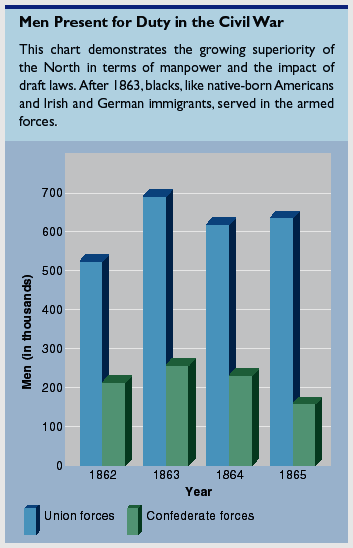 Men Present for Duty in the Civil War
This chart demonstrates the growing superiority of
the North in terms of manpower and the impact of
draft laws. After 1863, blacks, like native-born Americans
and Irish and German immigrants, served in the armed
forces.
700
600
500
400
300
200
100
0
Men (in thousands)
1862 1863 1864 1865
Year
Union forces Confederate forces